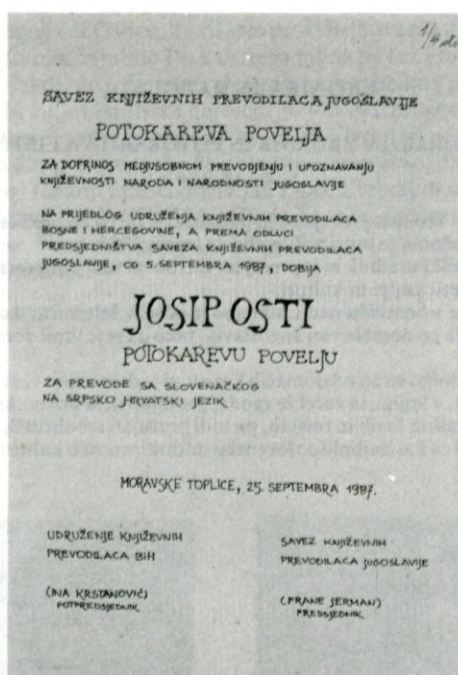 1/4
SAVEZ KNJIŽEVNIH PREVODILACA JUGOSLAVIJE
POTOKAREVA POVELJA
ZA DOPRINOS MEDJUSOBNOM PREVODJENJU I UPOZNAVANJU
KNJIŽEVNOSTI NARODA I NARODNOSTI JUGOSLAVIJE
NA PRIJEDLOG UDRUŽENJA KNJIŽEVNIH PREVODILACA
BOSNE I HERCEGOVINE, A PREMA ODLUCI
PREDSJEDNIŠTVA SAVEZA KNJIŽEVNIH PREVODILACA
JUGOSLAVIJE, OD 5. SEPTEMBRA 1987, DOBIJA
JOSIP OSTI
POTOKAREVU POVELJU
ZA PREVODE SA SLOVENAČKOG
NA SRPSKO HRVATSKI JEZIK
MORAVSKE TOPLICE, 25. SEPTEMBRA 1987.
UDRUŽENJE KNJIŽEVNIH
PREVODILACA BIH
(INA KRSTANOVIĆ)
POTPREDSJEDNIK
SAVEZ KNJIŽEVNIH
PREVODILACA JUGOSLAVIJE
(FRANE JERMAN)
PREDSJEDNIK